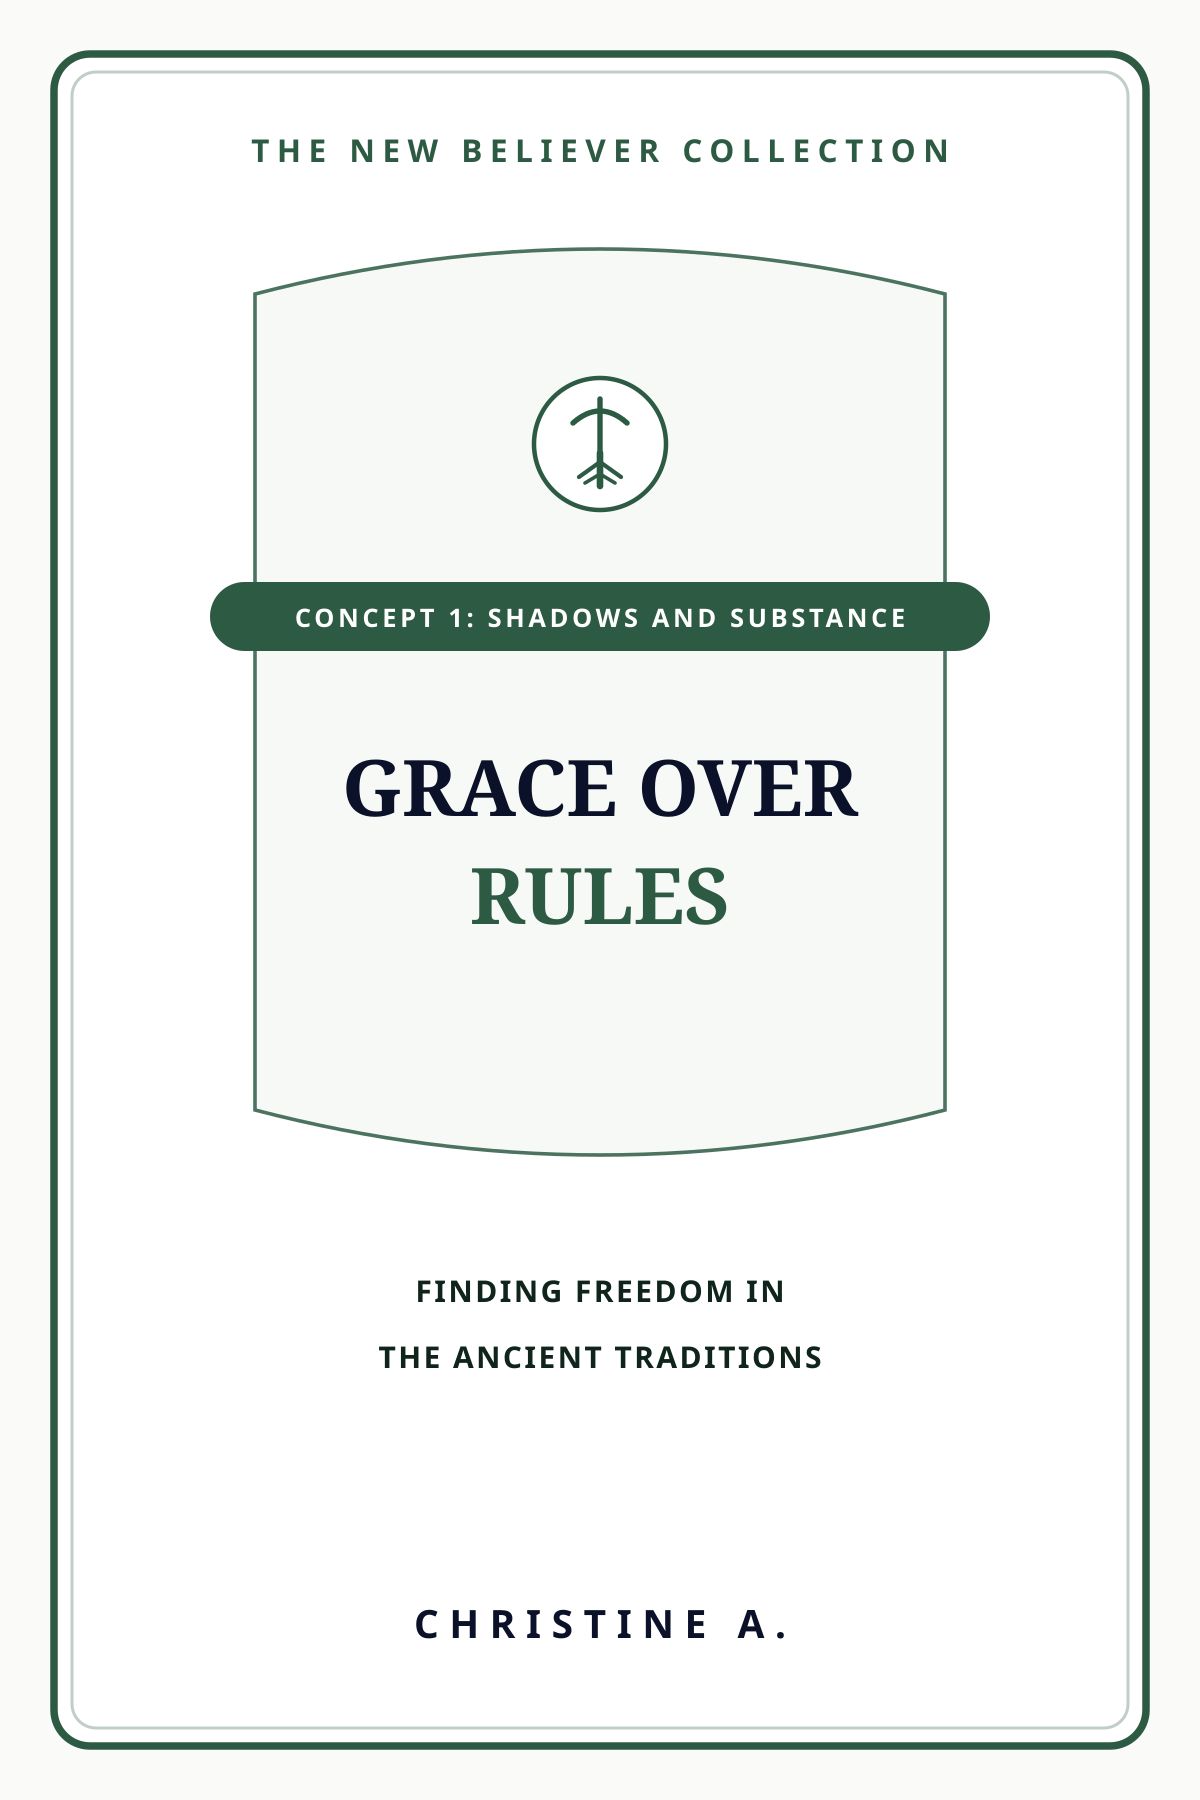 THE NEW BELIEVER COLLECTION
CONCEPT 1: SHADOWS AND SUBSTANCE
GRACE OVER
RULES
FINDING FREEDOM IN
THE ANCIENT TRADITIONS
CHRISTINE A.